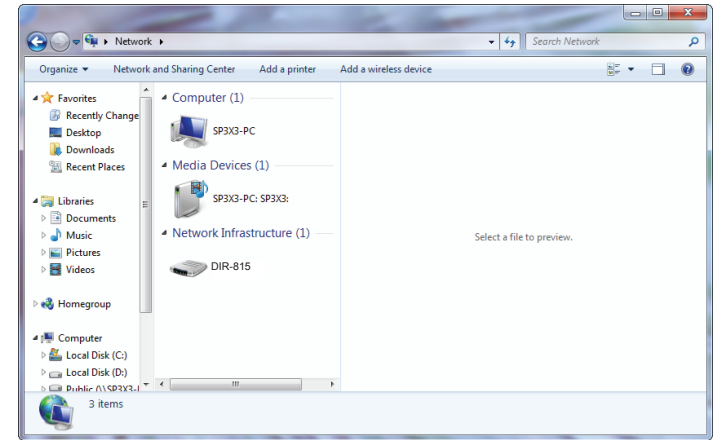 Network
Search Network
Organize
Network and Sharing Center
Add a printer
Add a wireless device
Favorites
Recently Change
Desktop
Downloads
Recent Places
Libraries
Documents
Music
Pictures
Videos
Homegroup
Computer
Local Disk (C:)
Local Disk (D:)
Public (\\SP3X3-
Computer (1)
SP3X3-PC
Media Devices (1)
SP3X3-PC: SP3X3:
Network Infrastructure (1)
DIR-815
Select a file to preview.
3 items